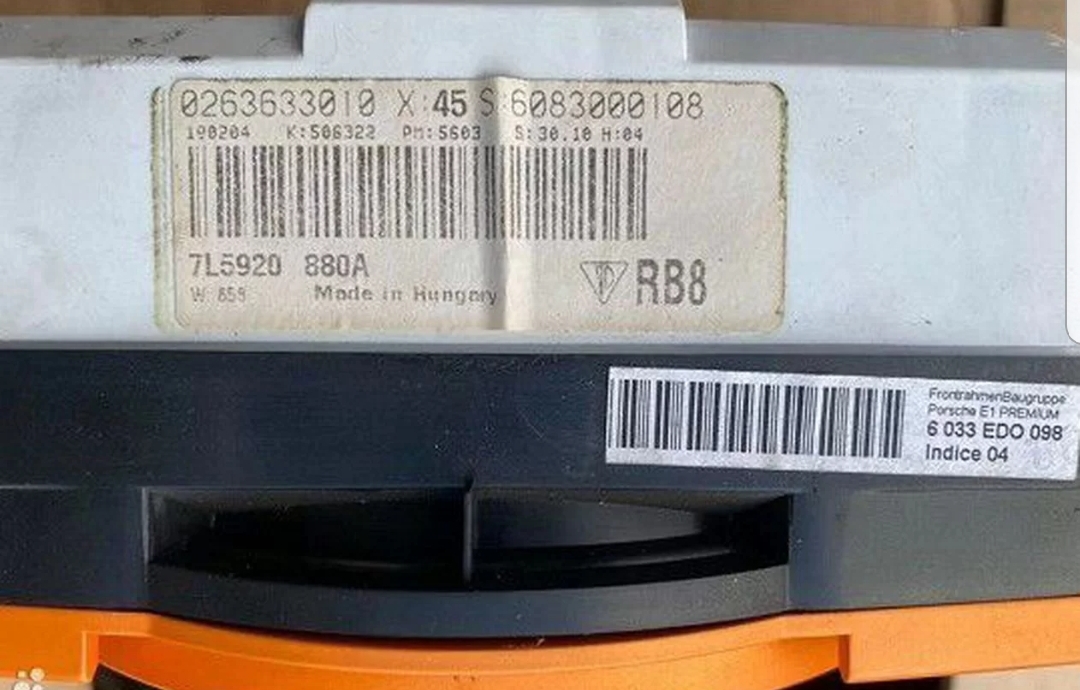 0263633010 X:45 S:6083000108
190204 K:506322 PM:5603 S:30.10 H:04
7L5920 880A
RB8
W 859 Made in Hungary
FrontrahmenBaugruppe
Porsche E1 PREMIUM
6 033 EDO 098
Indice 04